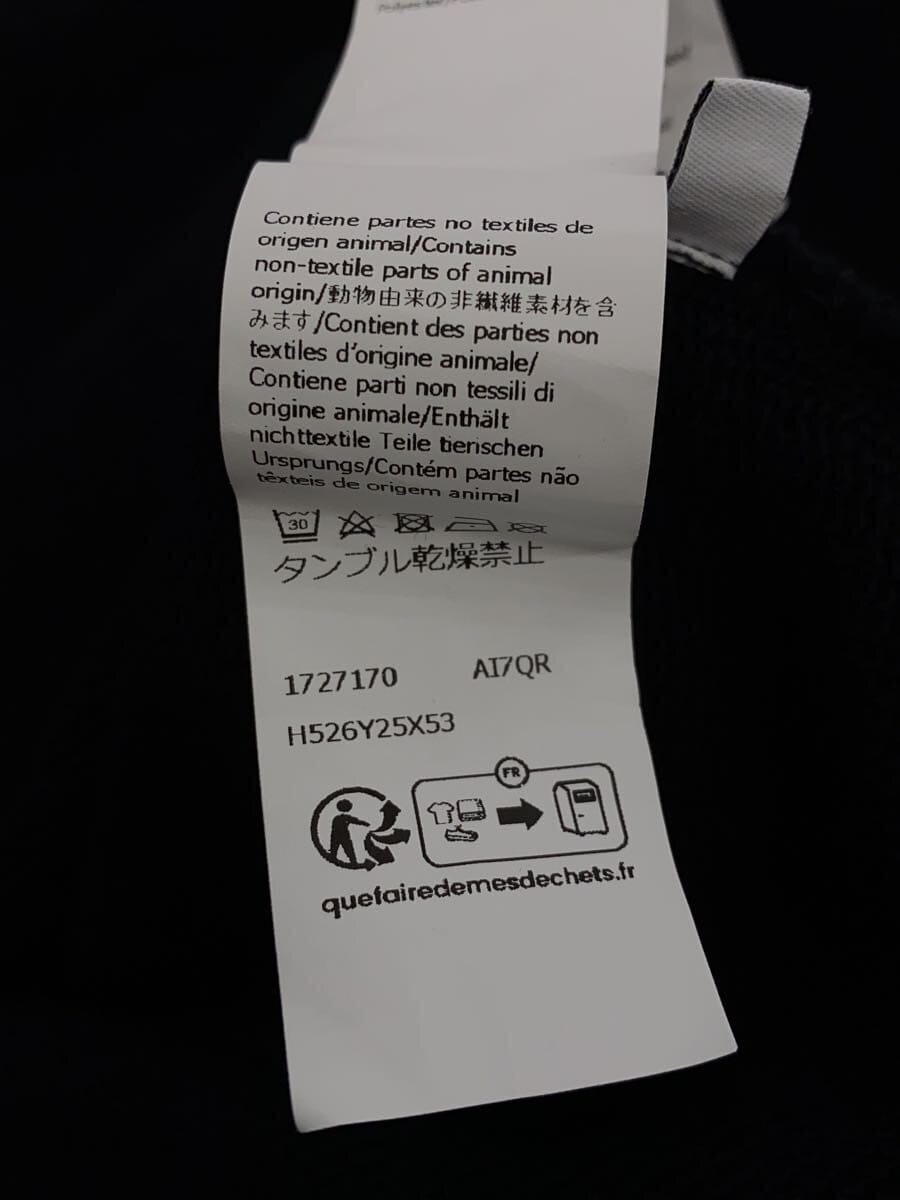 Contiene partes no textiles de
origen animal/Contains
non-textile parts of animal
origin/動物由来の非繊維素材を含
みます/Contient des parties non
textiles d'origine animale/
Contiene parti non tessili di
origine animale/Enthält
nichttextile Teile tierischen
Ursprungs/Contém partes não
têxteis de origem animal
30
タンブル乾燥禁止
1727170 AI7QR
H526Y25X53
FR
quefairedemesdechets.fr